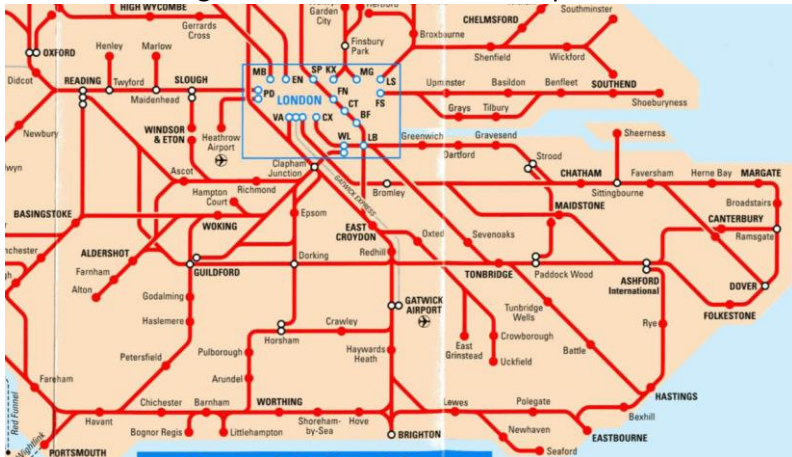 HIGH WYCOMBE
Gerrards
Cross
Garden
City
Finsbury
Park
Broxbourne
CHELMSFORD
Southminster
Shenfield
Wickford
OXFORD
Henley
Marlow
Didcot
READING
Twyford
SLOUGH
Maidenhead
MB
EN
SP
KX
MG
LS
PD
LONDON
FN
CT
FS
VA
CX
BF
WL
LB
Upminster
Basildon
Benfleet
SOUTHEND
Grays
Tilbury
Shoeburyness
Newbury
WINDSOR
& ETON
Heathrow
Airport
Greenwich
Gravesend
Dartford
Strood
Sheerness
Ascot
Richmond
Clapham
Junction
GATWICK EXPRESS
Bromley
CHATHAM
Sittingbourne
Faversham
Herne Bay
MARGATE
Hampton
Court
BASINGSTOKE
WOKING
Epsom
EAST
CROYDON
Oxted
Sevenoaks
MAIDSTONE
CANTERBURY
Broadstairs
Ramsgate
ALDERSHOT
Farnham
Alton
GUILDFORD
Dorking
Redhill
TONBRIDGE
Paddock Wood
ASHFORD
International
DOVER
FOLKESTONE
Godalming
Haslemere
GATWICK
AIRPORT
Tunbridge
Wells
Rye
Petersfield
Pulborough
Horsham
Crawley
Haywards
Heath
East
Grinstead
Crowborough
Uckfield
Battle
Arundel
HASTINGS
Fareham
Red Funnel
Wightlink
Havant
Chichester
Barnham
WORTHING
Shoreham-
by-Sea
Hove
Lewes
Polegate
Bexhill
Bognor Regis
Littlehampton
BRIGHTON
Newhaven
Seaford
EASTBOURNE
PORTSMOUTH